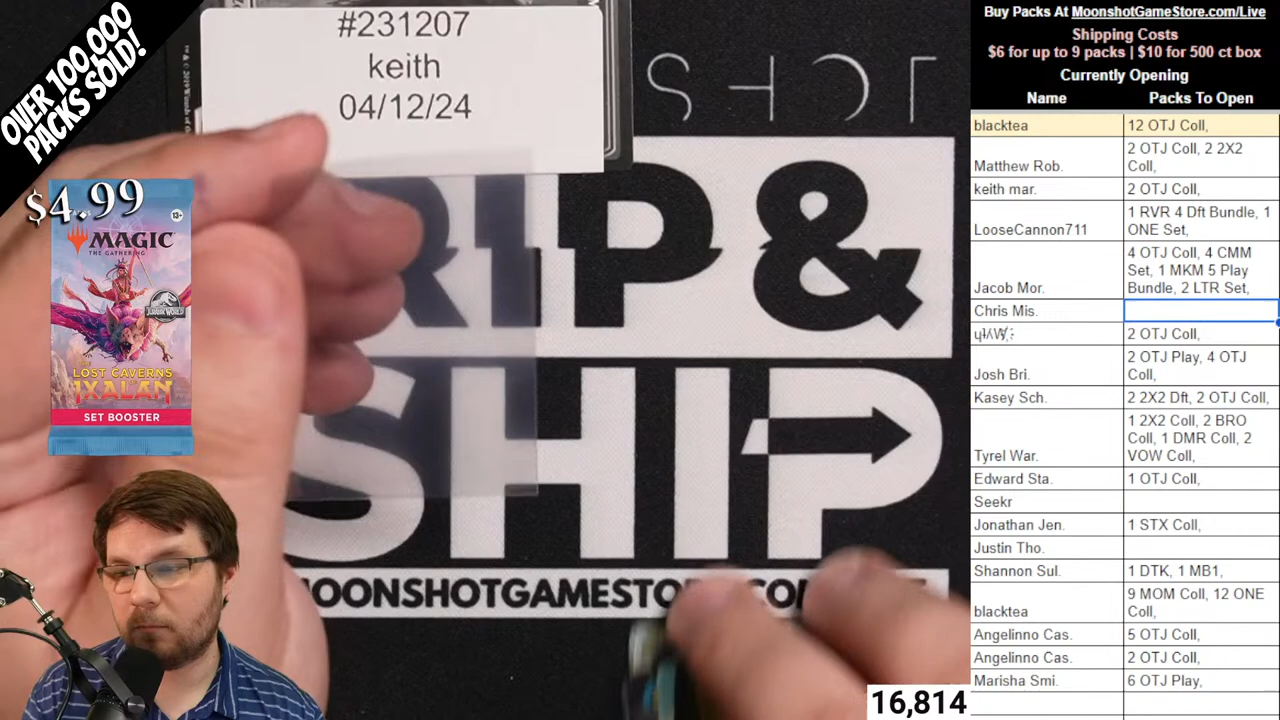 OVER 100,000
PACKS SOLD!
$4.99
MAGIC
THE GATHERING
13+
JURASSIC WORLD
LOST CAVERNS
OF
IXALAN
SET BOOSTER
#231207
keith
04/12/24
S H O T
RIP &
SHIP
MOONSHOTGAMESTO
16,814
Buy Packs At MoonshotGameStore.com/Live
Shipping Costs
$6 for up to 9 packs | $10 for 500 ct box
Currently Opening
Name Packs To Open
blacktea 12 OTJ Coll,
Matthew Rob. 2 OTJ Coll, 2 2X2
Coll,
keith mar. 2 OTJ Coll,
LooseCannon711 1 RVR 4 Dft Bundle, 1
ONE Set,
Jacob Mor. 4 OTJ Coll, 4 CMM
Set, 1 MKM 5 Play
Bundle, 2 LTR Set,
Chris Mis.
2 OTJ Coll,
Josh Bri. 2 OTJ Play, 4 OTJ
Coll,
Kasey Sch. 2 2X2 Dft, 2 OTJ Coll,
Tyrel War. 1 2X2 Coll, 2 BRO
Coll, 1 DMR Coll, 2
VOW Coll,
Edward Sta. 1 OTJ Coll,
Seekr
Jonathan Jen. 1 STX Coll,
Justin Tho.
Shannon Sul. 1 DTK, 1 MB1,
blacktea 9 MOM Coll, 12 ONE
Coll,
Angelinno Cas. 5 OTJ Coll,
Angelinno Cas. 2 OTJ Coll,
Marisha Smi. 6 OTJ Play,